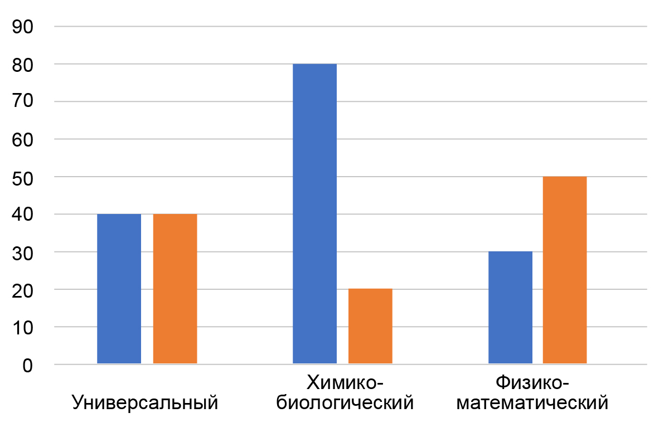 90
80
70
60
50
40
30
20
10
0
Универсальный
Химико-
биологический
Физико-
математический